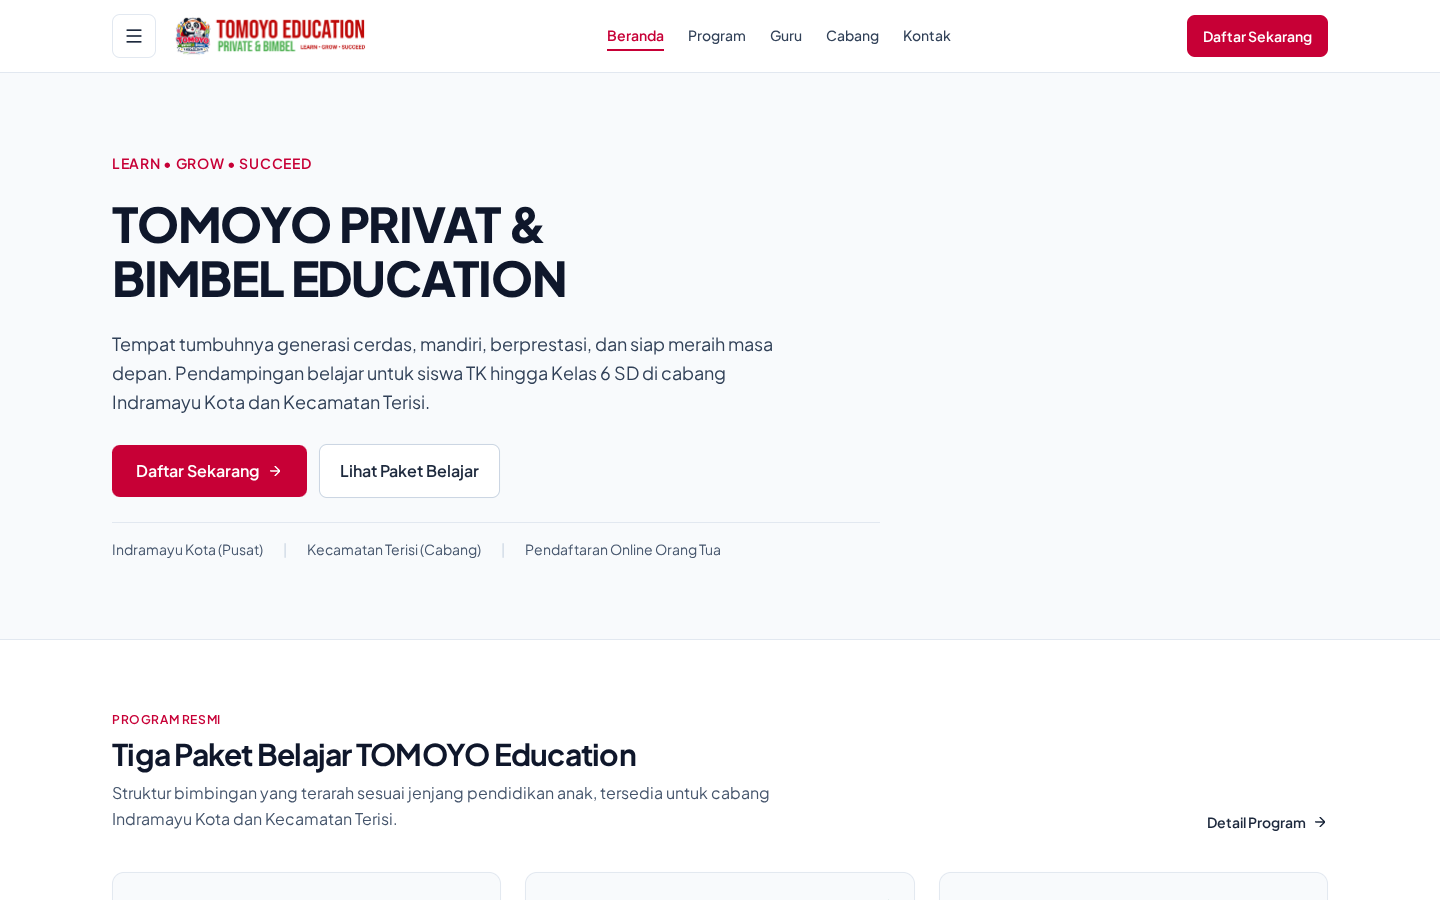 TOMOYO EDUCATION
PRIVATE & BIMBEL LEARN • GROW • SUCCEED
Beranda
Program
Guru
Cabang
Kontak
Daftar Sekarang
LEARN • GROW • SUCCEED
TOMOYO PRIVAT &
BIMBEL EDUCATION
Tempat tumbuhnya generasi cerdas, mandiri, berprestasi, dan siap meraih masa
depan. Pendampingan belajar untuk siswa TK hingga Kelas 6 SD di cabang
Indramayu Kota dan Kecamatan Terisi.
Daftar Sekarang →
Lihat Paket Belajar
Indramayu Kota (Pusat) | Kecamatan Terisi (Cabang) | Pendaftaran Online Orang Tua
PROGRAM RESMI
Tiga Paket Belajar TOMOYO Education
Struktur bimbingan yang terarah sesuai jenjang pendidikan anak, tersedia untuk cabang
Indramayu Kota dan Kecamatan Terisi.
Detail Program →